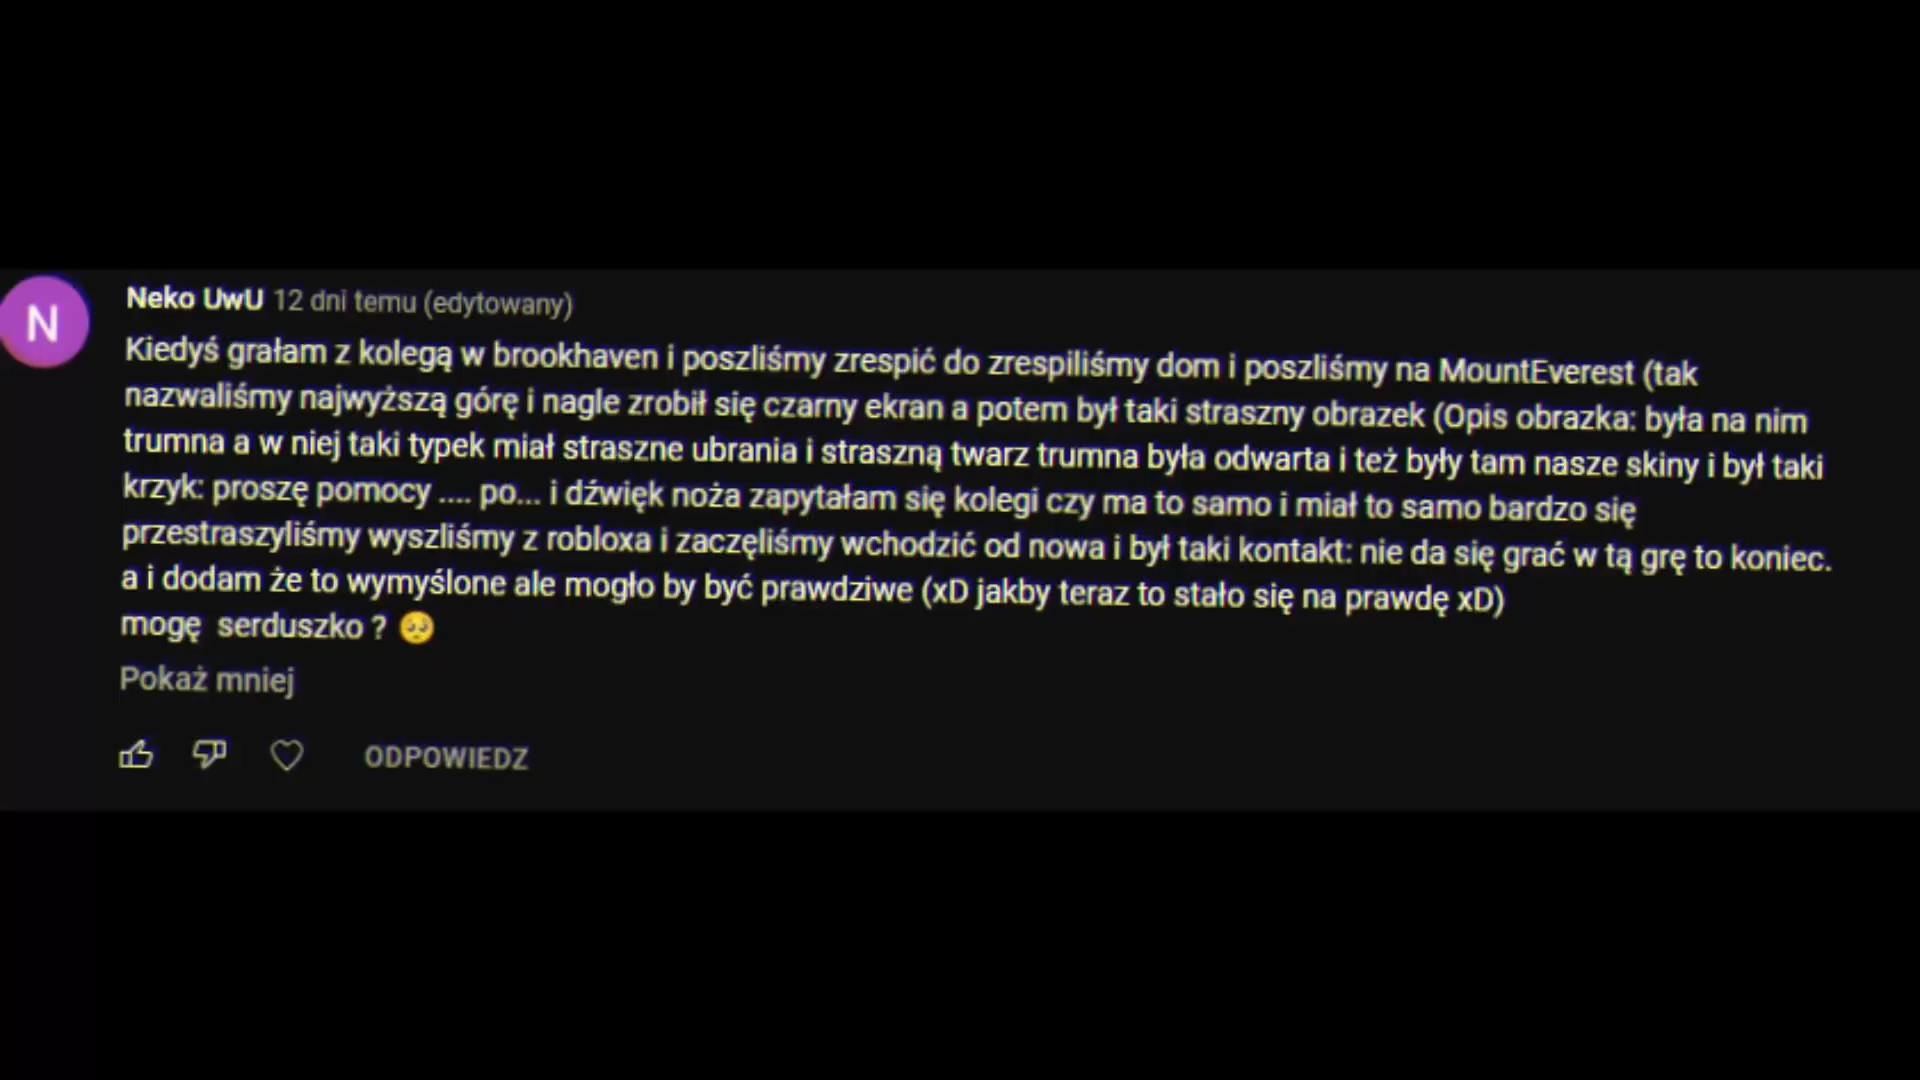 N
Neko UwU 12 dni temu (edytowany)
Kiedyś grałam z kolegą w brookhaven i poszliśmy zrespić do zrespiliśmy dom i poszliśmy na MountEverest (tak
nazwaliśmy najwyższą górę i nagle zrobił się czarny ekran a potem był taki straszny obrazek (Opis obrazka: była na nim
trumna a w niej taki typek miał straszne ubrania i straszną twarz trumna była odwarta i też były tam nasze skiny i był taki
krzyk: proszę pomocy .... po... i dźwięk noża zapytałam się kolegi czy ma to samo i miał to samo bardzo się
przestraszyliśmy wyszliśmy z robloxa i zaczęliśmy wchodzić od nowa i był taki kontakt: nie da się grać w tą grę to koniec.
a i dodam że to wymyślone ale mogło by być prawdziwe (xD jakby teraz to stało się na prawdę xD)
mogę  serduszko ? 🥺
Pokaż mniej
ODPOWIEDZ